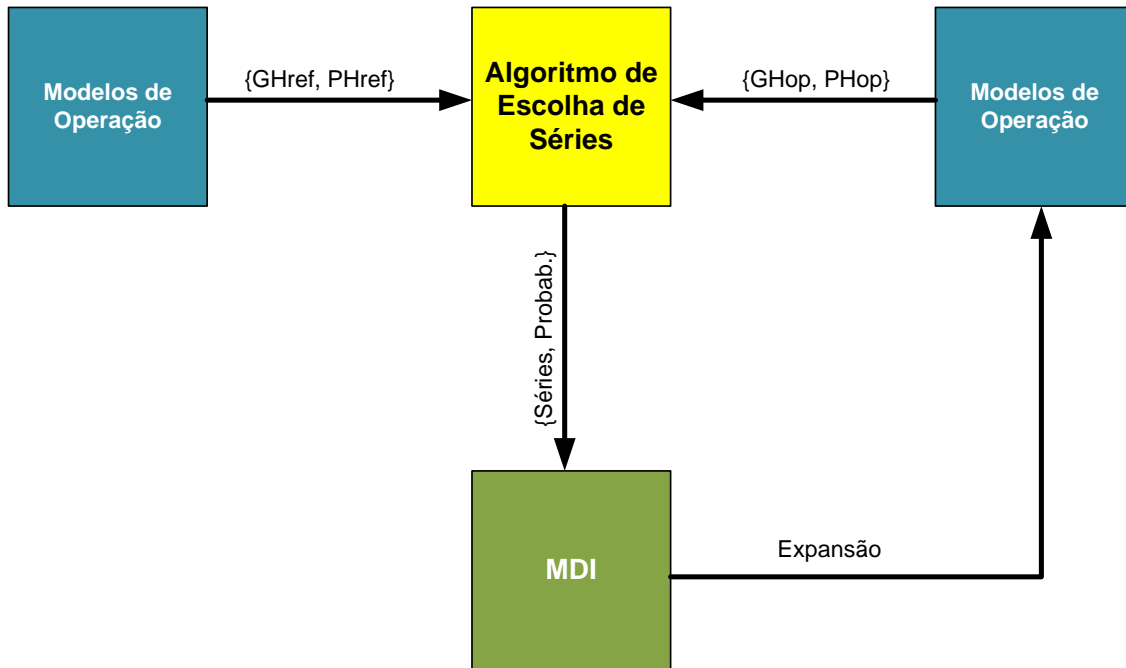 Modelos de
Operação
{GHref, PHref}
Algoritmo de
Escolha de
Séries
{GHop, PHop}
Modelos de
Operação
{Séries, Probab.}
MDI
Expansão